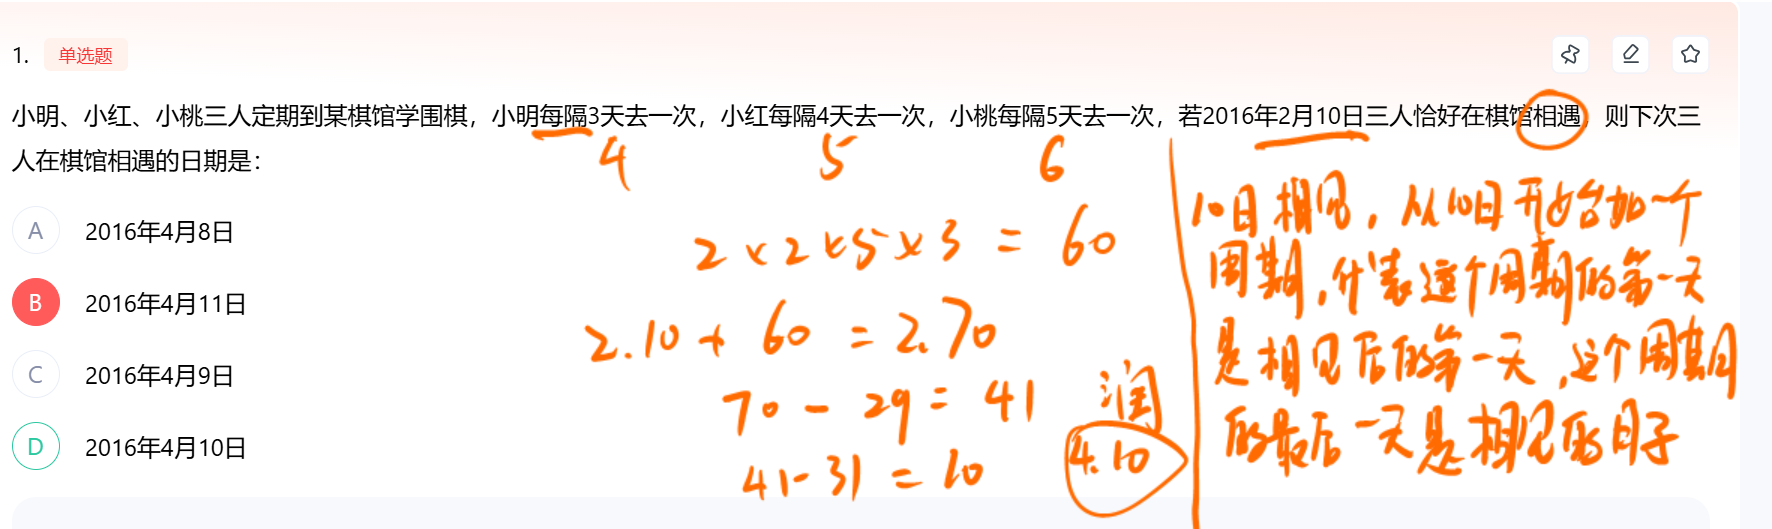 1. 单选题
小明、小红、小桃三人定期到某棋馆学围棋，小明每隔3天去一次，小红每隔4天去一次，小桃每隔5天去一次，若2016年2月10日三人恰好在棋馆相遇，则下次三
人在棋馆相遇的日期是：
4 5 6
A 2016年4月8日
B 2016年4月11日
C 2016年4月9日
D 2016年4月10日
2×2×5×3=60
2.10+60=2.70
70-29=41 润
41-31=10 4.10
10日相见，从10日开始加一个
周期，代表这个周期的第一天
是相见后的第一天，这个周期
的最后一天是相见的日子